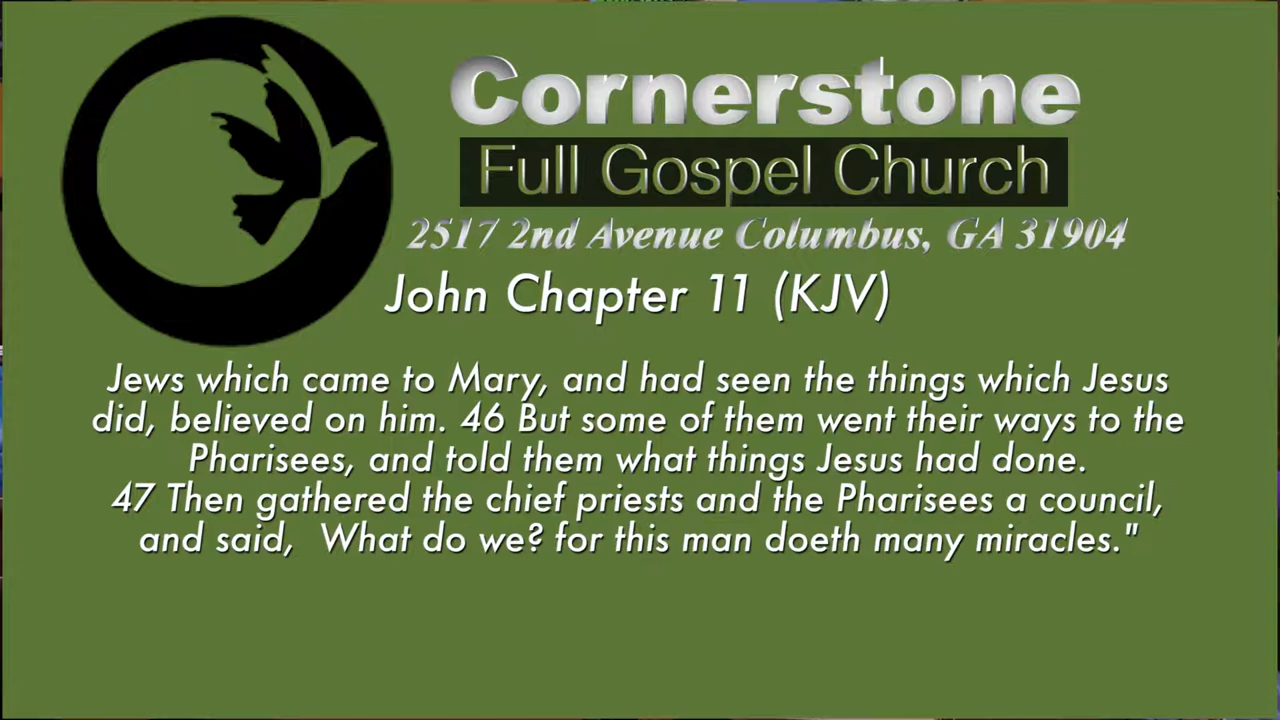 Cornerstone
Full Gospel Church
2517 2nd Avenue Columbus, GA 31904
John Chapter 11 (KJV)
Jews which came to Mary, and had seen the things which Jesus
did, believed on him. 46 But some of them went their ways to the
Pharisees, and told them what things Jesus had done.
47 Then gathered the chief priests and the Pharisees a council,
and said,  What do we? for this man doeth many miracles."